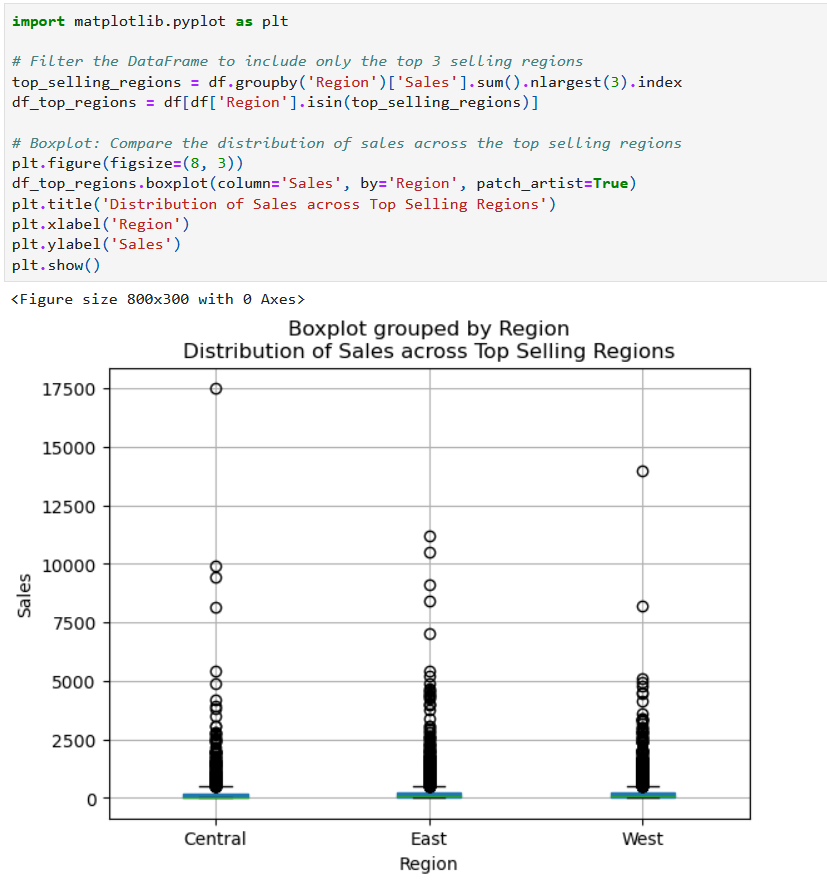 import matplotlib.pyplot as plt
# Filter the DataFrame to include only the top 3 selling regions
top_selling_regions = df.groupby('Region')['Sales'].sum().nlargest(3).index
df_top_regions = df[df['Region'].isin(top_selling_regions)]
# Boxplot: Compare the distribution of sales across the top selling regions
plt.figure(figsize=(8, 3))
df_top_regions.boxplot(column='Sales', by='Region', patch_artist=True)
plt.title('Distribution of Sales across Top Selling Regions')
plt.xlabel('Region')
plt.ylabel('Sales')
plt.show()
<Figure size 800x300 with 0 Axes>
Boxplot grouped by Region
Distribution of Sales across Top Selling Regions
17500
15000
12500
10000
7500
5000
2500
0
Sales
Central East West
Region